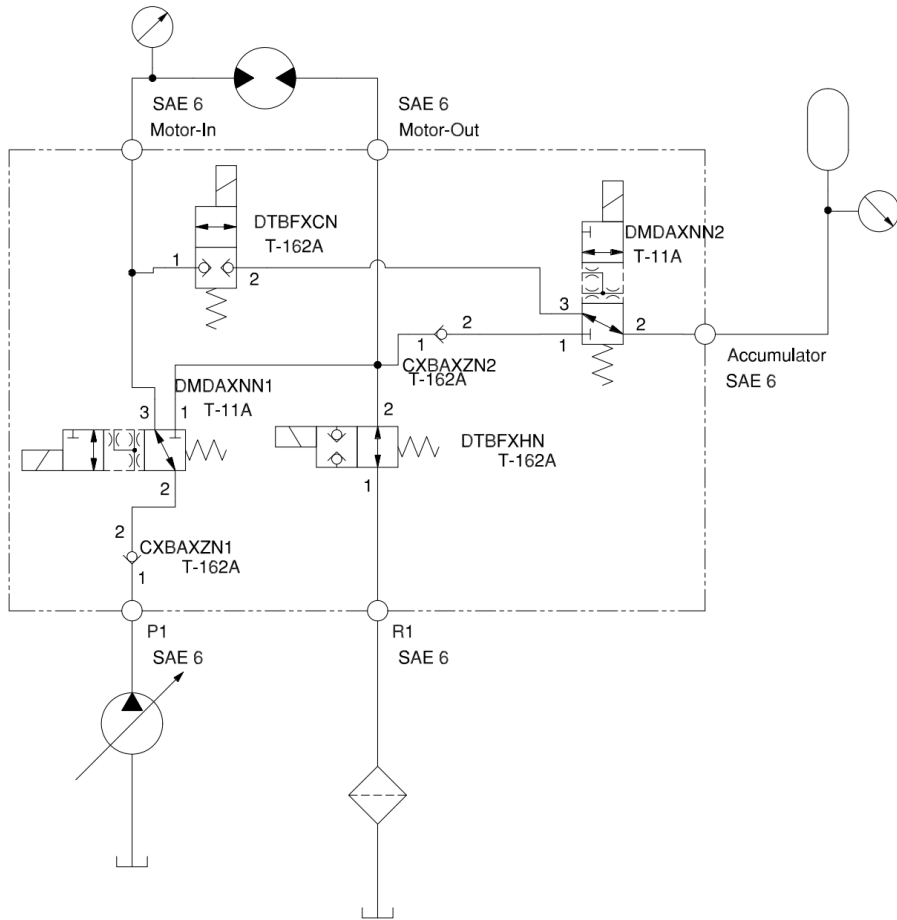 SAE 6
Motor-In
SAE 6
Motor-Out
DTBFXCN
T-162A
1
2
DMDAXNN2
T-11A
3
2
1
2
1
CXBAXZN2
T-162A
Accumulator
SAE 6
DMDAXNN1
T-11A
3
1
2
2
DTBFXHN
T-162A
1
2
CXBAXZN1
T-162A
1
P1
SAE 6
R1
SAE 6